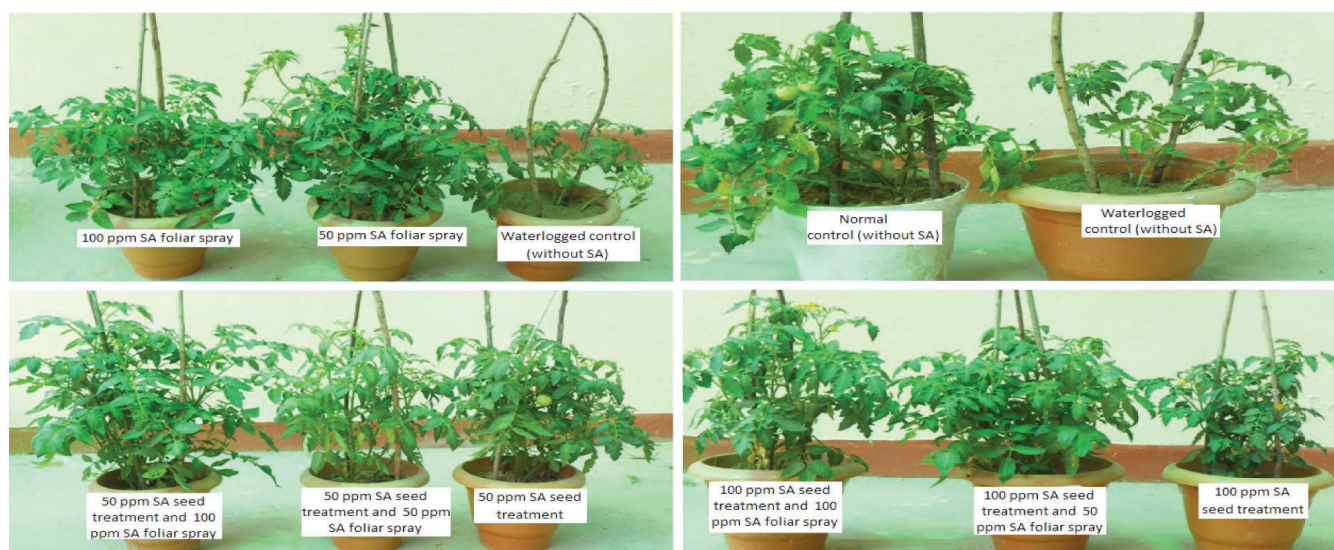 100 ppm SA foliar spray
50 ppm SA foliar spray
Waterlogged control
(without SA)
Normal
control (without SA)
Waterlogged
control (without SA)
50 ppm SA seed
treatment and 100
ppm SA foliar spray
50 ppm SA seed
treatment and 50 ppm
SA foliar spray
50 ppm SA seed
treatment
100 ppm SA seed
treatment and 100
ppm SA foliar spray
100 ppm SA seed
treatment and 50
ppm SA foliar spray
100 ppm SA
seed treatment